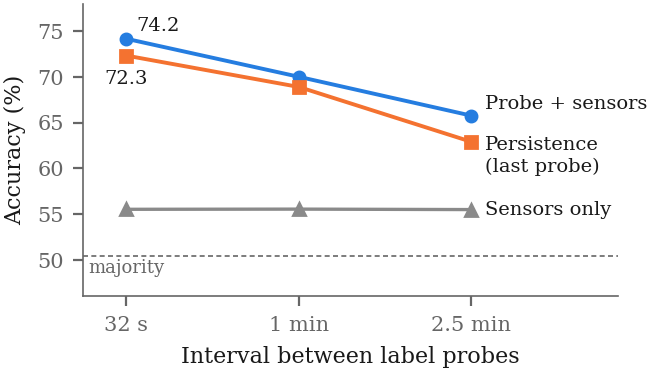 75
70
65
60
55
50
Accuracy (%)
74.2
72.3
Probe + sensors
Persistence
(last probe)
Sensors only
majority
32 s
1 min
2.5 min
Interval between label probes